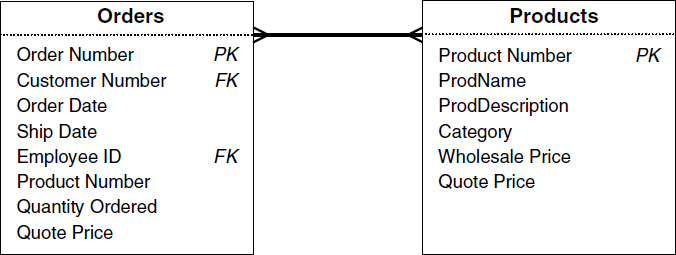 Orders
Order Number PK
Customer Number FK
Order Date
Ship Date
Employee ID FK
Product Number
Quantity Ordered
Quote Price
Products
Product Number PK
ProdName
ProdDescription
Category
Wholesale Price
Quote Price